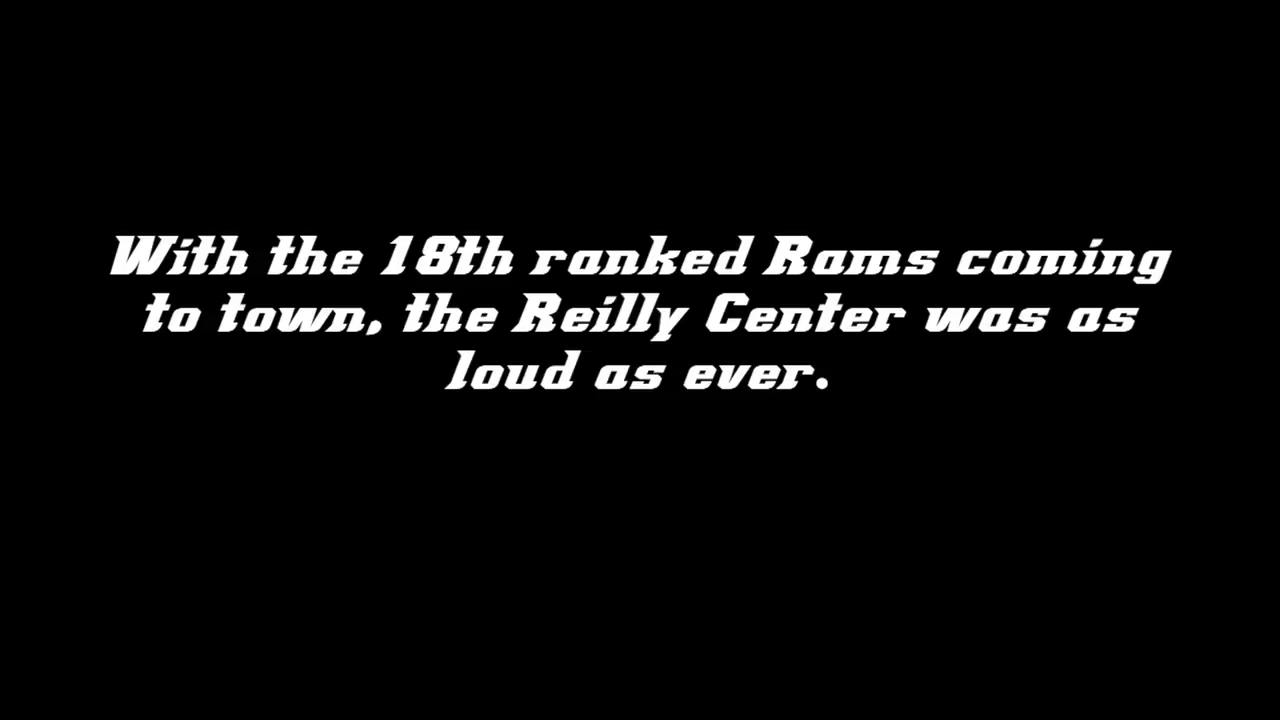 With the 18th ranked Rams coming
to town, the Reilly Center was as
loud as ever.